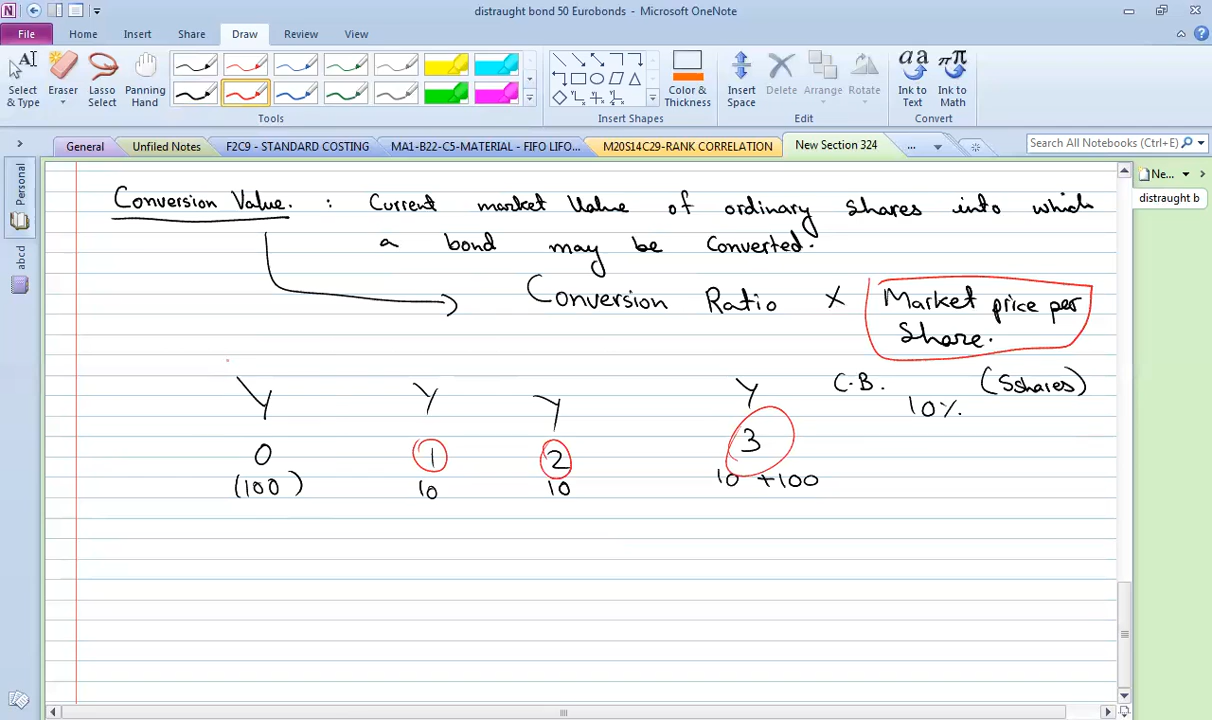 distraught bond 50 Eurobonds - Microsoft OneNote
File Home Insert Share Draw Review View
Select & Type
Eraser
Lasso Select
Panning Hand
Color & Thickness
Insert Space
Delete
Arrange
Rotate
Ink to Text
Ink to Math
Tools
Insert Shapes
Edit
Convert
General Unfiled Notes F2C9 - STANDARD COSTING MA1-B22-C5-MATERIAL - FIFO LIFO... M20S14C29-RANK CORRELATION New Section 324 ... Search All Notebooks (Ctrl+E)
Personal
abcd
Ne...
distraught b
Conversion Value. : Current market Value of ordinary shares into which
a bond may be Converted.
Conversion Ratio X Market price per
Share.
Y Y Y Y C.B. (5shares)
10%
0 1 2 3
(100) 10 10 10 +100